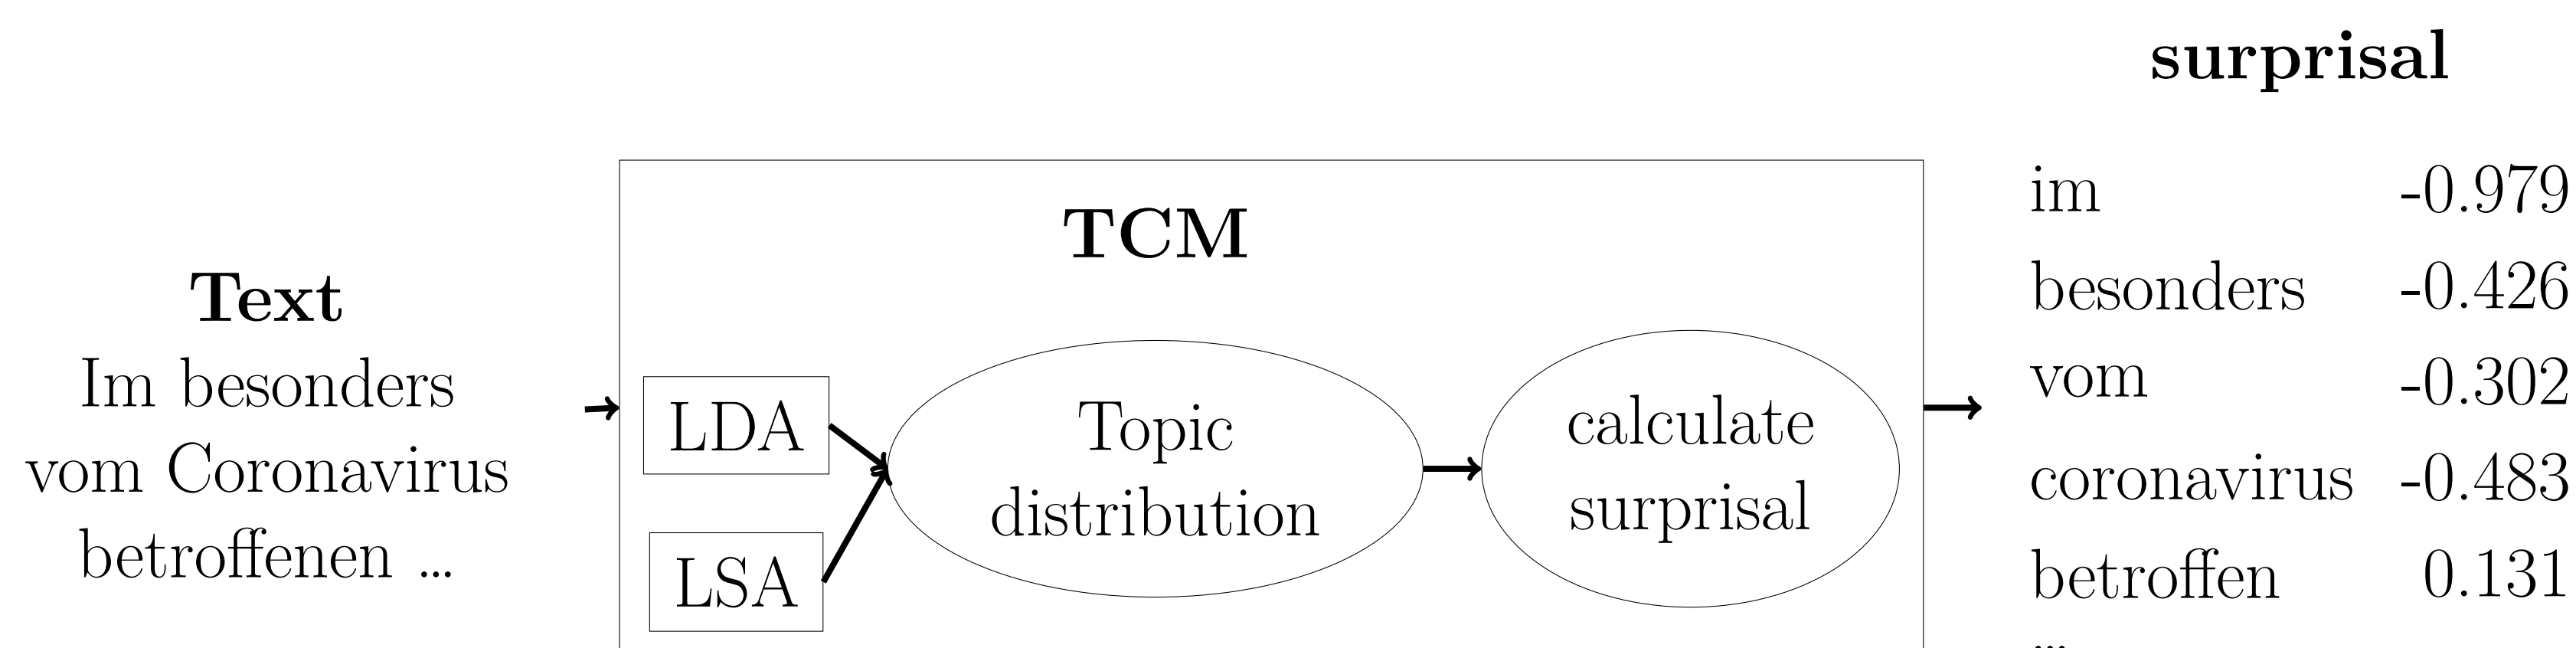 Text
Im besonders
vom Coronavirus
betroffenen ...
TCM
LDA
LSA
Topic
distribution
calculate
surprisal
surprisal
im -0.979
besonders -0.426
vom -0.302
coronavirus -0.483
betroffen 0.131
...